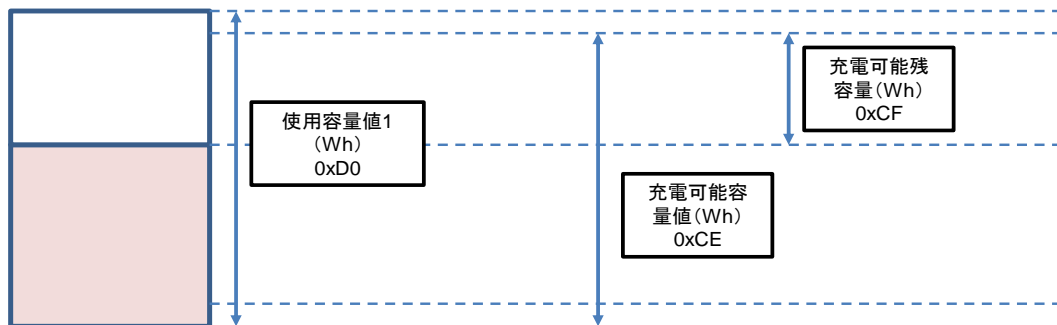 使用容量値1
(Wh)
0xD0
充電可能残
容量(Wh)
0xCF
充電可能容
量値(Wh)
0xCE